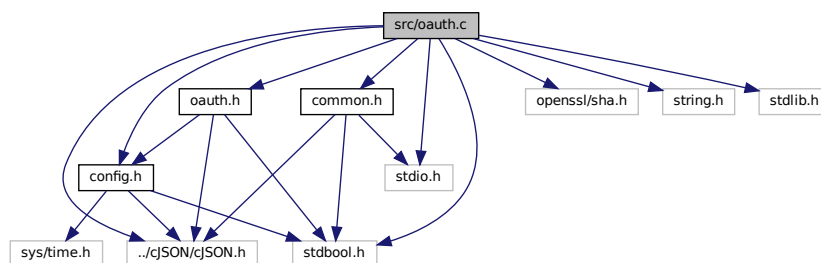 src/oauth.c
oauth.h
common.h
openssl/sha.h
string.h
stdlib.h
config.h
stdio.h
sys/time.h
../cJSON/cJSON.h
stdbool.h